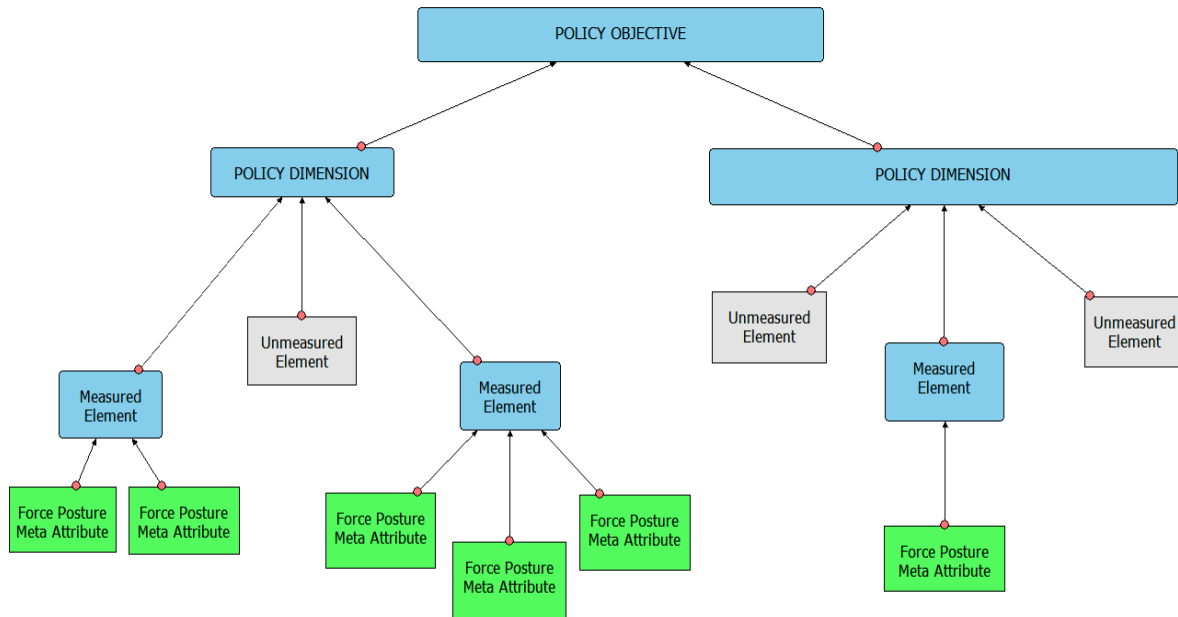 POLICY OBJECTIVE
POLICY DIMENSION
POLICY DIMENSION
Unmeasured
Element
Unmeasured
Element
Unmeasured
Element
Measured
Element
Measured
Element
Measured
Element
Force Posture
Meta Attribute
Force Posture
Meta Attribute
Force Posture
Meta Attribute
Force Posture
Meta Attribute
Force Posture
Meta Attribute
Force Posture
Meta Attribute